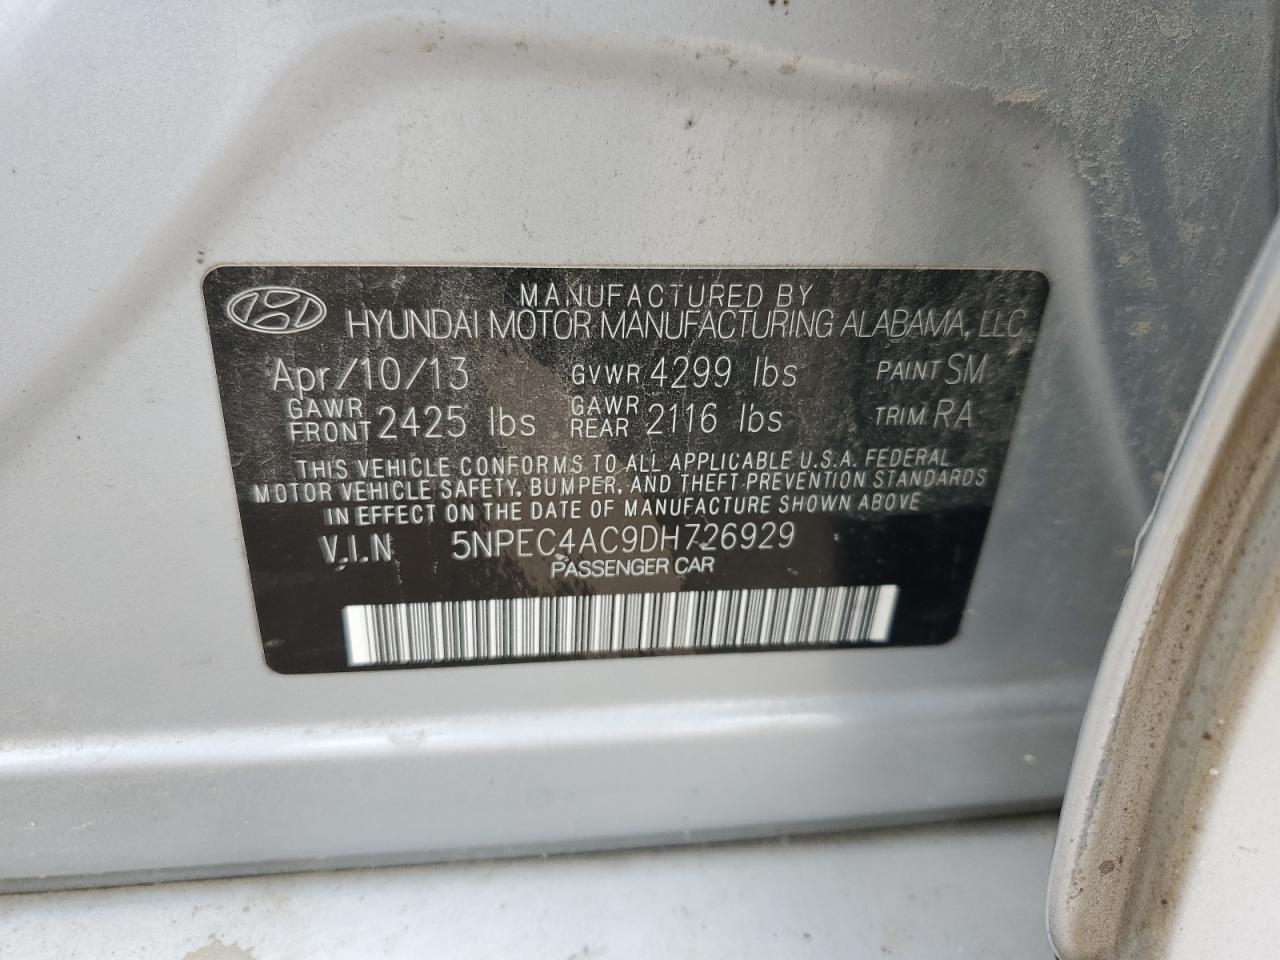 MANUFACTURED BY
HYUNDAI MOTOR MANUFACTURING ALABAMA, LLC
Apr/10/13 GVWR 4299 lbs PAINT SM
GAWR FRONT 2425 lbs GAWR REAR 2116 lbs TRIM RA
THIS VEHICLE CONFORMS TO ALL APPLICABLE U.S.A. FEDERAL
MOTOR VEHICLE SAFETY, BUMPER, AND THEFT PREVENTION STANDARDS
IN EFFECT ON THE DATE OF MANUFACTURE SHOWN ABOVE
V.I.N 5NPEC4AC9DH726929
PASSENGER CAR